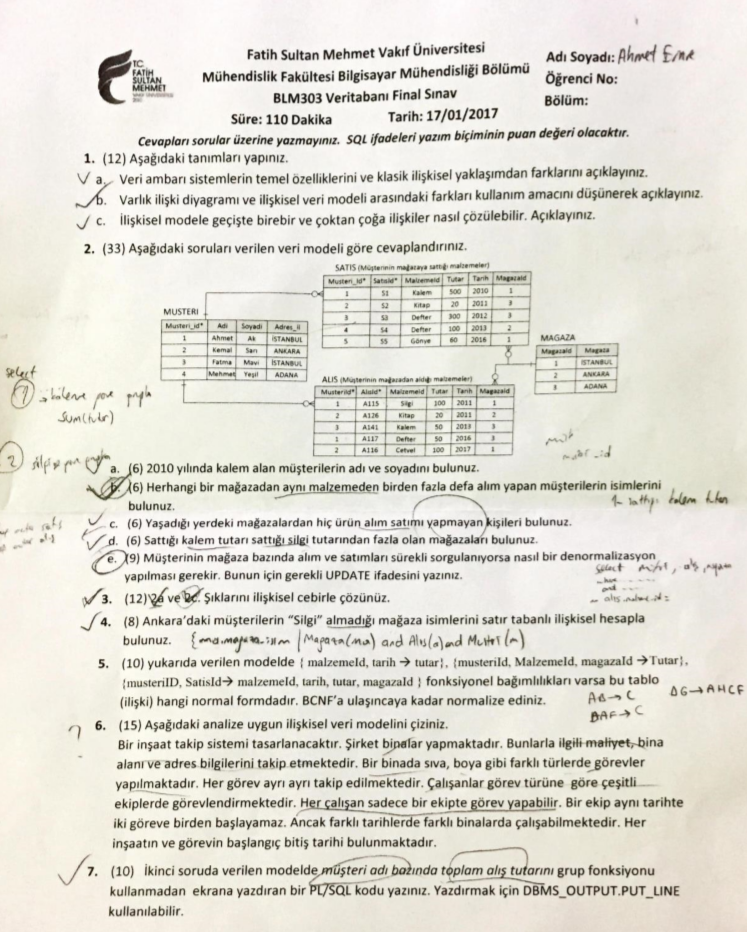 T.C.
FATİH
SULTAN
MEHMET
Fatih Sultan Mehmet Vakıf Üniversitesi
Mühendislik Fakültesi Bilgisayar Mühendisliği Bölümü
BLM303 Veritabanı Final Sınav
Süre: 110 Dakika Tarih: 17/01/2017
Adı Soyadı: Ahmet Emre
Öğrenci No:
Bölüm:
Cevapları sorular üzerine yazmayınız. SQL ifadeleri yazım biçiminin puan değeri olacaktır.
1. (12) Aşağıdaki tanımları yapınız.
a. Veri ambarı sistemlerin temel özelliklerini ve klasik ilişkisel yaklaşımdan farklarını açıklayınız.
b. Varlık ilişki diyagramı ve ilişkisel veri modeli arasındaki farkları kullanım amacını düşünerek açıklayınız.
c. İlişkisel modele geçişte birebir ve çoktan çoğa ilişkiler nasıl çözülebilir. Açıklayınız.
2. (33) Aşağıdaki soruları verilen veri modeli göre cevaplandırınız.
SATIS (Müşterinin mağazaya sattığı malzemeler)
Musteri_Id* SatisId* MalzemeId Tutar Tarih MagazaId
1 S1 Kalem 500 2010 1
2 S2 Kitap 20 2011 3
3 S3 Defter 300 2012 3
4 S4 Defter 100 2013 2
5 S5 Gönye 60 2016 1
MUSTERI
Musteri_id* Adi Soyadi Adres_il
1 Ahmet Ak İSTANBUL
2 Kemal Sarı ANKARA
3 Fatma Mavi İSTANBUL
4 Mehmet Yeşil ADANA
MAGAZA
MagazaId Magaza
1 İSTANBUL
2 ANKARA
3 ADANA
ALIS (Müşterinin mağazadan aldığı malzemeler)
MusteriId* AlisId* MalzemeId Tutar Tarih MagazaId
1 A115 Silgi 100 2011 1
2 A126 Kitap 20 2011 2
3 A141 Kalem 50 2013 3
1 A117 Defter 50 2016 3
2 A116 Cetvel 100 2017 1
select
1
SUM(tutar)
2
a. (6) 2010 yılında kalem alan müşterilerin adı ve soyadını bulunuz.
b. (6) Herhangi bir mağazadan aynı malzemeden birden fazla defa alım yapan müşterilerin isimlerini
bulunuz.
c. (6) Yaşadığı yerdeki mağazalardan hiç ürün alım satımı yapmayan kişileri bulunuz.
d. (6) Sattığı kalem tutarı sattığı silgi tutarından fazla olan mağazaları bulunuz.
e. (9) Müşterinin mağaza bazında alım ve satımları sürekli sorgulanıyorsa nasıl bir denormalizasyon
yapılması gerekir. Bunun için gerekli UPDATE ifadesini yazınız.
select
3. (12) 2a ve 2c. Şıklarını ilişkisel cebirle çözünüz.
4. (8) Ankara'daki müşterilerin "Silgi" almadığı mağaza isimlerini satır tabanlı ilişkisel hesapla
bulunuz.
5. (10) yukarıda verilen modelde { malzemeId, tarih → tutar}, {musteriId, MalzemeId, magazaId →Tutar},
{musteriID, SatisId→ malzemeId, tarih, tutar, magazaId } fonksiyonel bağımlılıkları varsa bu tablo
(ilişki) hangi normal formdadır. BCNF'a ulaşıncaya kadar normalize ediniz.
AB→C
BAF→C
DG→AHCF
6. (15) Aşağıdaki analize uygun ilişkisel veri modelini çiziniz.
Bir inşaat takip sistemi tasarlanacaktır. Şirket binalar yapmaktadır. Bunlarla ilgili maliyet, bina
alanı ve adres bilgilerini takip etmektedir. Bir binada sıva, boya gibi farklı türlerde görevler
yapılmaktadır. Her görev ayrı ayrı takip edilmektedir. Çalışanlar görev türüne göre çeşitli
ekiplerde görevlendirmektedir. Her çalışan sadece bir ekipte görev yapabilir. Bir ekip aynı tarihte
iki göreve birden başlayamaz. Ancak farklı tarihlerde farklı binalarda çalışabilmektedir. Her
inşaatın ve görevin başlangıç bitiş tarihi bulunmaktadır.
7. (10) İkinci soruda verilen modelde müşteri adı bazında toplam alış tutarını grup fonksiyonu
kullanmadan ekrana yazdıran bir PL/SQL kodu yazınız. Yazdırmak için DBMS_OUTPUT.PUT_LINE
kullanılabilir.